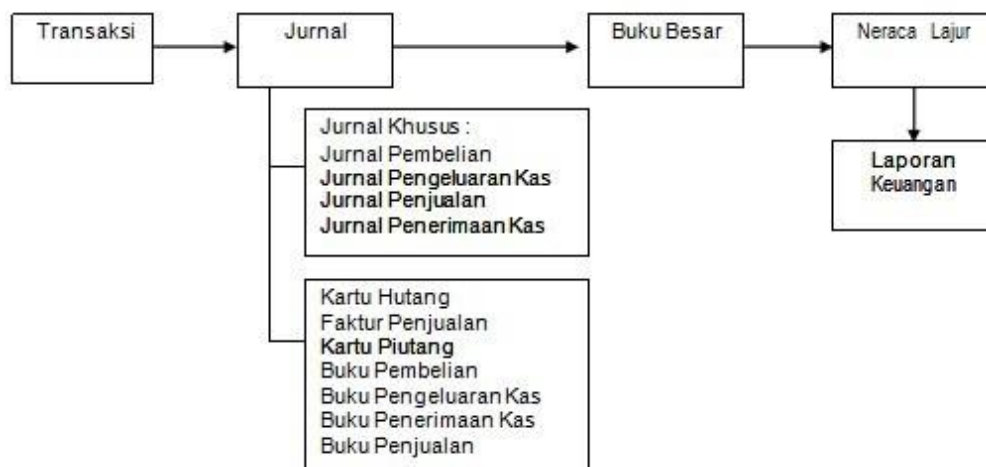 Transaksi
Jurnal
Buku Besar
Neraca Lajur
Jurnal Khusus :
Jurnal Pembelian
Jurnal Pengeluaran Kas
Jurnal Penjualan
Jurnal Penerimaan Kas
Laporan
Keuangan
Kartu Hutang
Faktur Penjualan
Kartu Piutang
Buku Pembelian
Buku Pengeluaran Kas
Buku Penerimaan Kas
Buku Penjualan